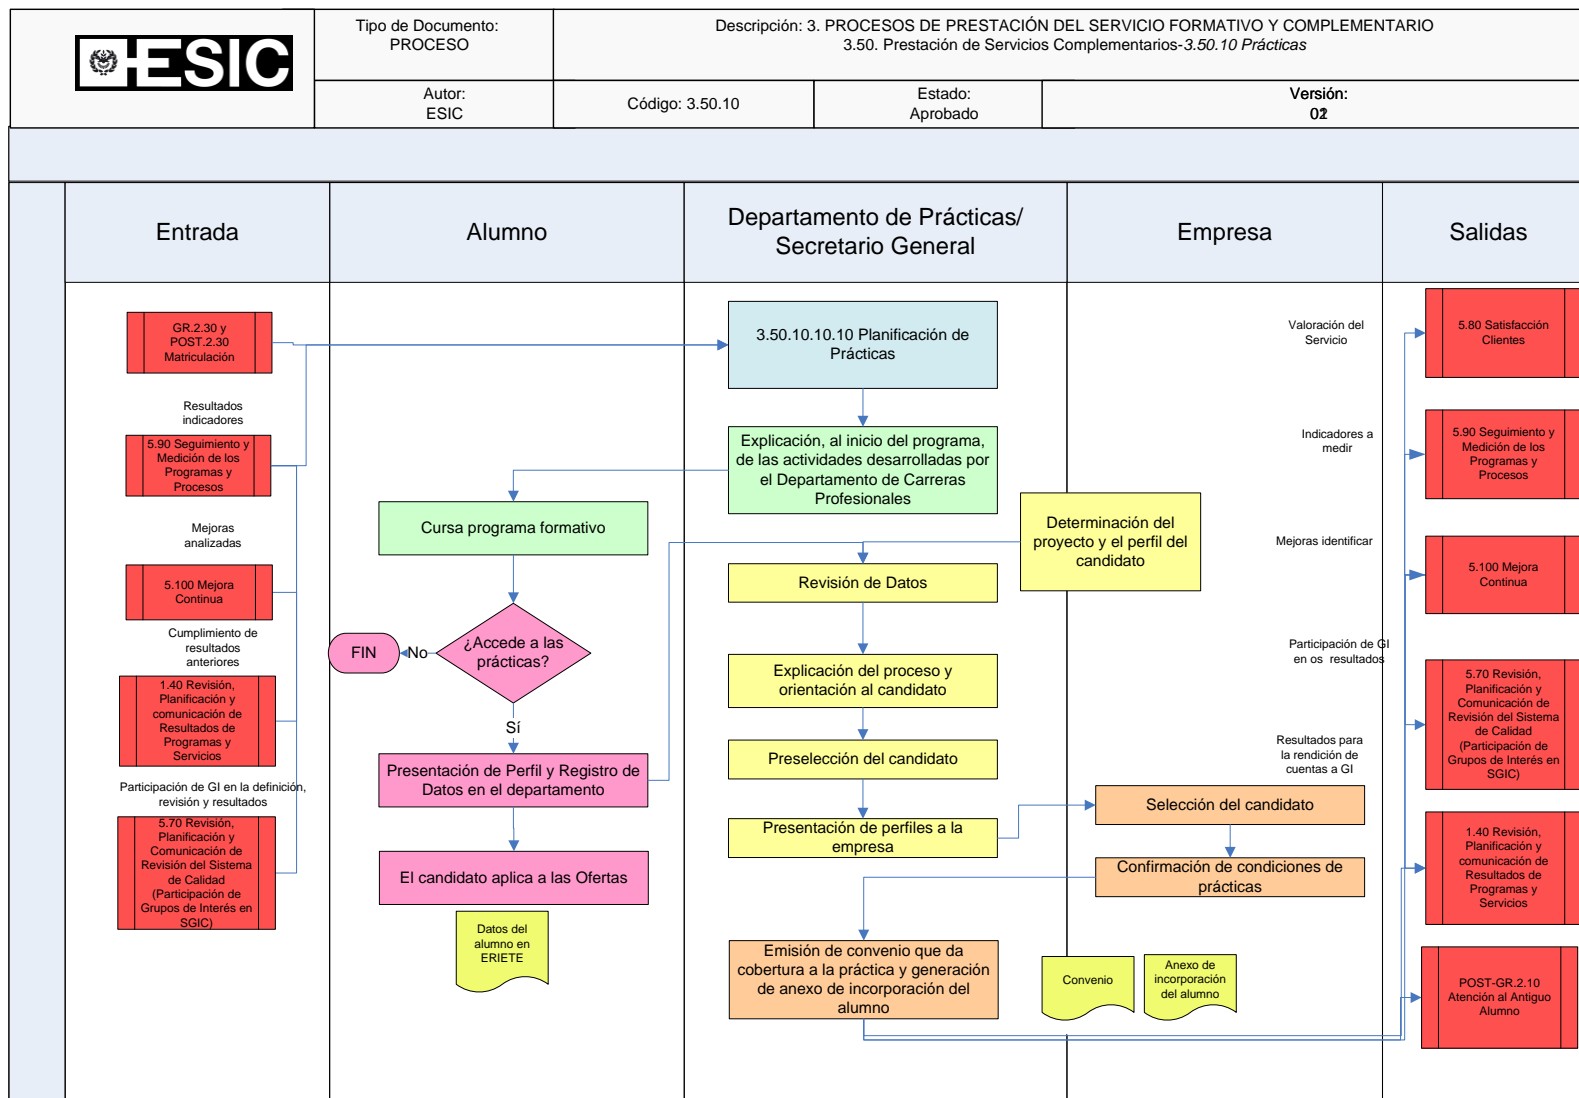 ESIC
Tipo de Documento:
PROCESO
Descripción: 3. PROCESOS DE PRESTACIÓN DEL SERVICIO FORMATIVO Y COMPLEMENTARIO
3.50. Prestación de Servicios Complementarios-3.50.10 Prácticas
Autor:
ESIC
Código: 3.50.10
Estado:
Aprobado
Versión:
Entrada
Alumno
Departamento de Prácticas/
Secretario General
Empresa
Salidas
GR.2.30 y
POST.2.30
Matriculación
Resultados
indicadores
5.90 Seguimiento y
Medición de los
Programas y
Procesos
Mejoras
analizadas
5.100 Mejora
Continua
Cumplimiento de
resultados
anteriores
1.40 Revisión,
Planificación y
comunicación de
Resultados de
Programas y
Servicios
Participación de GI en la definición,
revisión y resultados
5.70 Revisión,
Planificación y
Comunicación de
Revisión del Sistema
de Calidad
(Participación de
Grupos de Interés en
SGIC)
Cursa programa formativo
¿Accede a las
prácticas?
No
FIN
Sí
Presentación de Perfil y Registro de
Datos en el departamento
El candidato aplica a las Ofertas
Datos del
alumno en
ERIETE
3.50.10.10.10 Planificación de
Prácticas
Explicación, al inicio del programa,
de las actividades desarrolladas por
el Departamento de Carreras
Profesionales
Revisión de Datos
Explicación del proceso y
orientación al candidato
Preselección del candidato
Presentación de perfiles a la
empresa
Emisión de convenio que da
cobertura a la práctica y generación
de anexo de incorporación del
alumno
Determinación del
proyecto y el perfil del
candidato
Selección del candidato
Confirmación de condiciones de
prácticas
Convenio
Anexo de
incorporación
del alumno
Valoración del
Servicio
Indicadores a
medir
Mejoras identificar
Participación de GI
en os resultados
Resultados para
la rendición de
cuentas a GI
5.80 Satisfacción
Clientes
5.90 Seguimiento y
Medición de los
Programas y
Procesos
5.100 Mejora
Continua
5.70 Revisión,
Planificación y
Comunicación de
Revisión del Sistema
de Calidad
(Participación de
Grupos de Interés en
SGIC)
1.40 Revisión,
Planificación y
comunicación de
Resultados de
Programas y
Servicios
POST-GR.2.10
Atención al Antiguo
Alumno